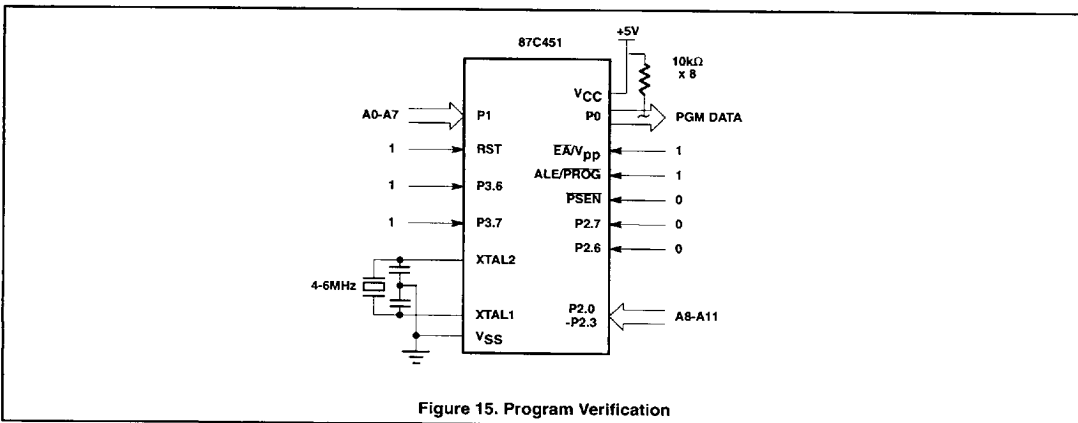 87C451
+5V
10kΩ
x 8
VCC
A0-A7
P1
P0
PGM DATA
1
RST
EA/Vpp
1
ALE/PROG
1
1
P3.6
PSEN
0
1
P3.7
P2.7
0
P2.6
0
XTAL2
4-6MHz
XTAL1
P2.0
-P2.3
A8-A11
VSS
Figure 15. Program Verification